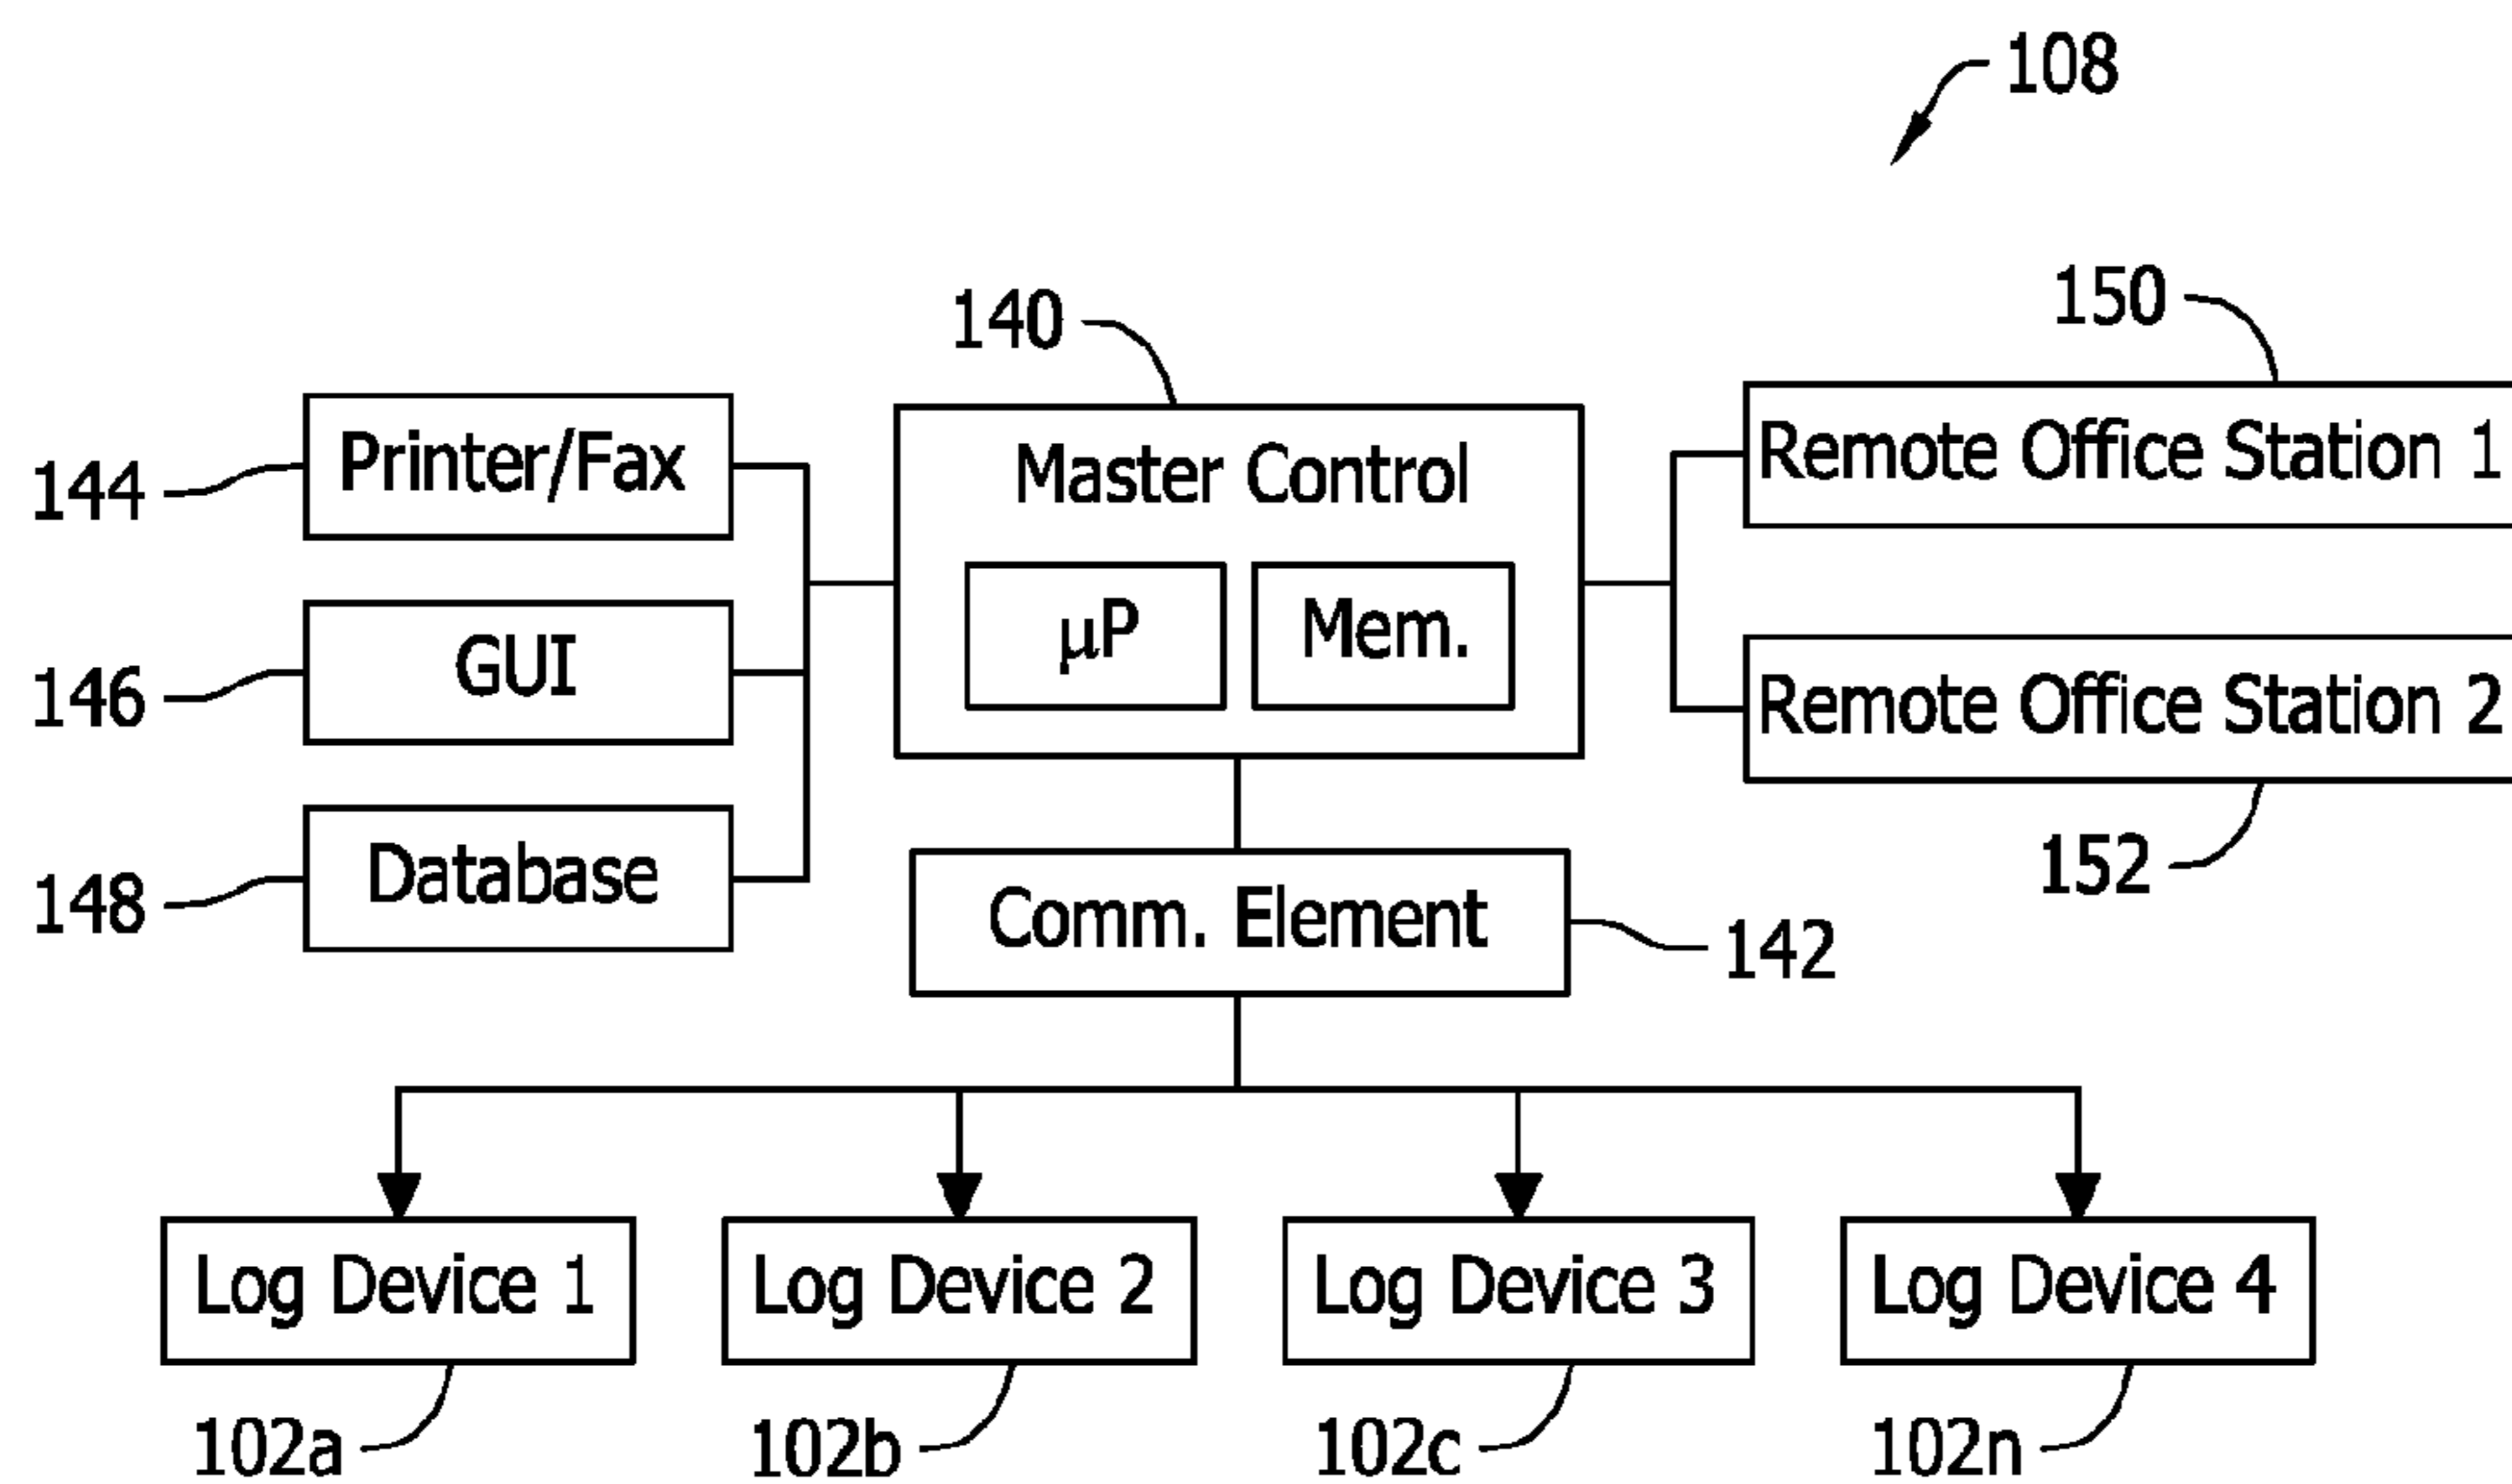 108
140
150
144
Printer/Fax
Master Control
Remote Office Station 1
µP
Mem.
146
GUI
Remote Office Station 2
152
148
Database
Comm. Element
142
Log Device 1
Log Device 2
Log Device 3
Log Device 4
102a
102b
102c
102n